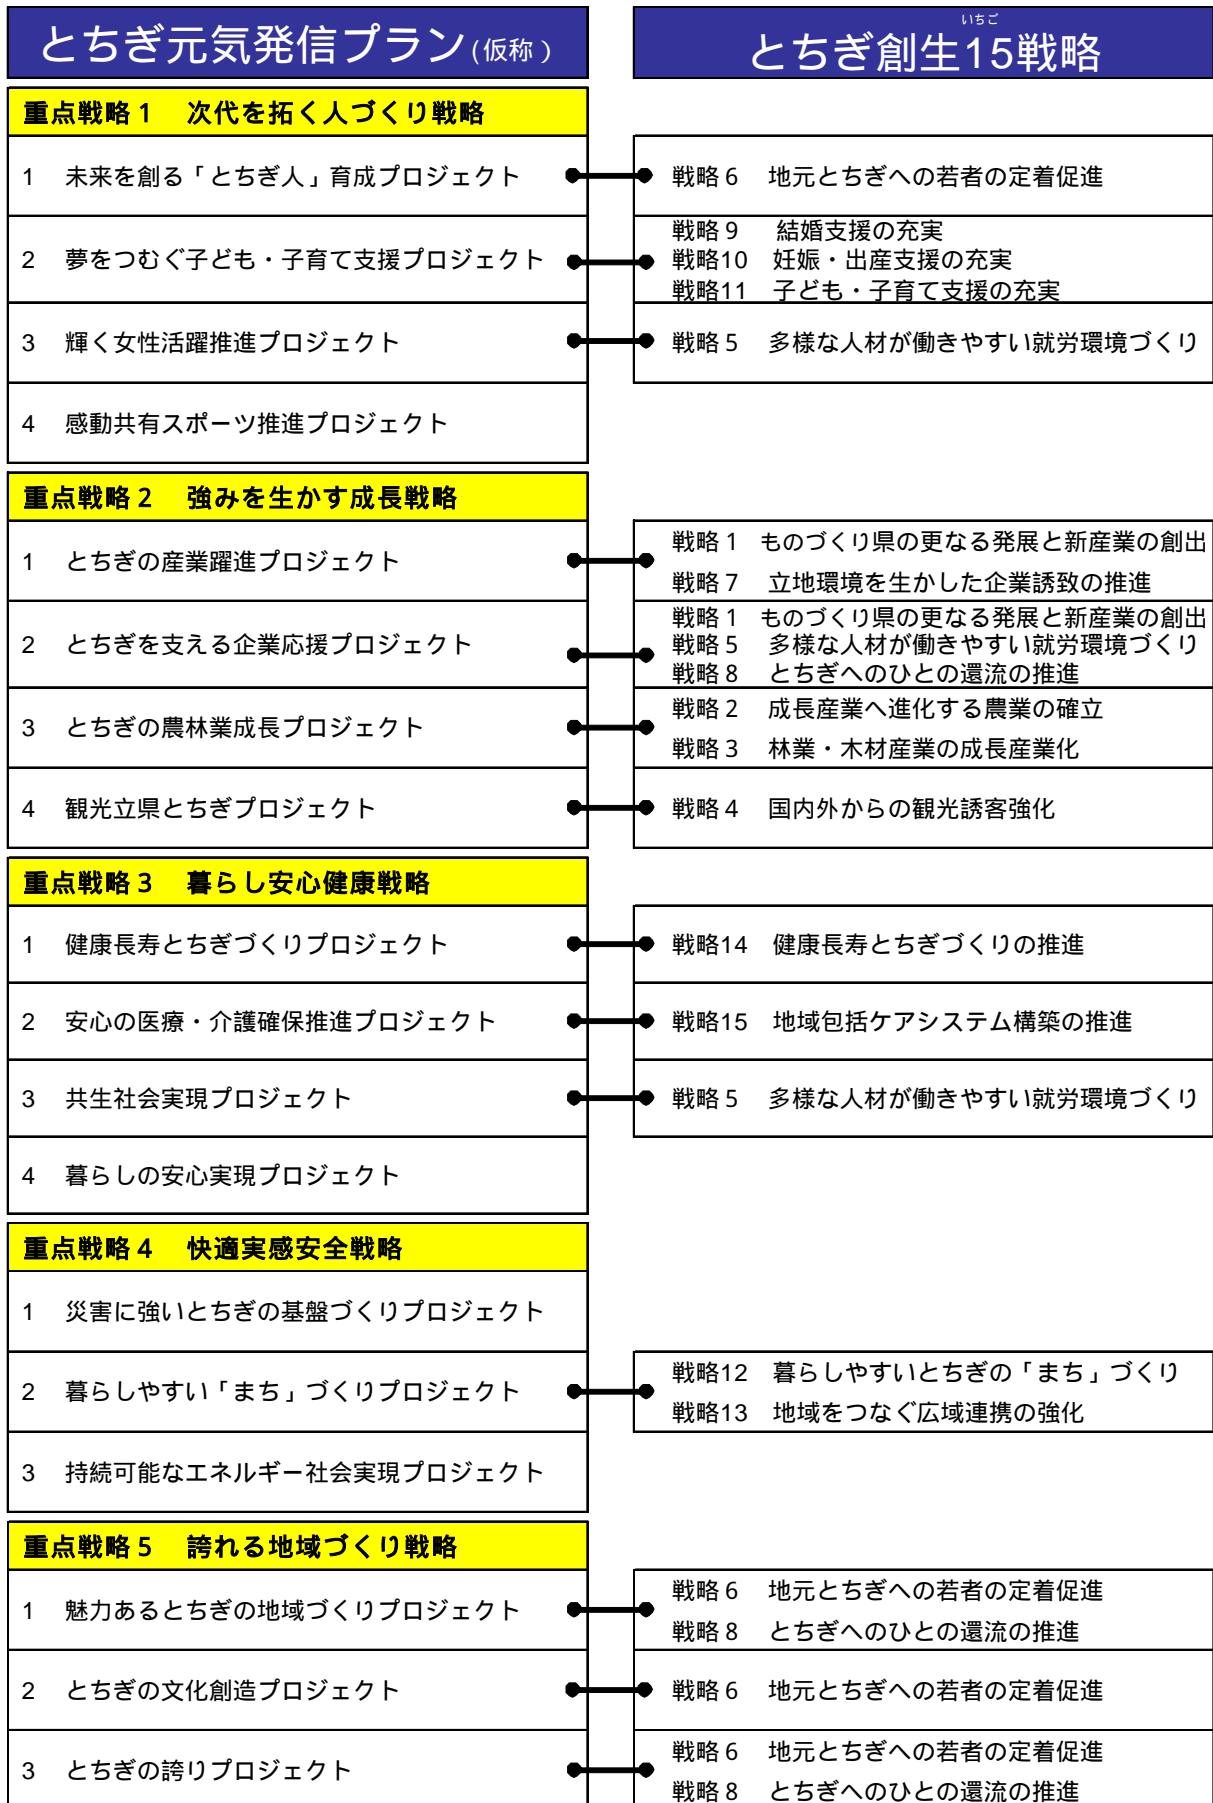 とちぎ元気発信プラン(仮称)
いちご
とちぎ創生15戦略
重点戦略1 次代を拓く人づくり戦略
1 未来を創る「とちぎ人」育成プロジェクト
戦略6 地元とちぎへの若者の定着促進
2 夢をつむぐ子ども・子育て支援プロジェクト
戦略9 結婚支援の充実
戦略10 妊娠・出産支援の充実
戦略11 子ども・子育て支援の充実
3 輝く女性活躍推進プロジェクト
戦略5 多様な人材が働きやすい就労環境づくり
4 感動共有スポーツ推進プロジェクト
重点戦略2 強みを生かす成長戦略
1 とちぎの産業躍進プロジェクト
戦略1 ものづくり県の更なる発展と新産業の創出
戦略7 立地環境を生かした企業誘致の推進
2 とちぎを支える企業応援プロジェクト
戦略1 ものづくり県の更なる発展と新産業の創出
戦略5 多様な人材が働きやすい就労環境づくり
戦略8 とちぎへのひとの還流の推進
3 とちぎの農林業成長プロジェクト
戦略2 成長産業へ進化する農業の確立
戦略3 林業・木材産業の成長産業化
4 観光立県とちぎプロジェクト
戦略4 国内外からの観光誘客強化
重点戦略3 暮らし安心健康戦略
1 健康長寿とちぎづくりプロジェクト
戦略14 健康長寿とちぎづくりの推進
2 安心の医療・介護確保推進プロジェクト
戦略15 地域包括ケアシステム構築の推進
3 共生社会実現プロジェクト
戦略5 多様な人材が働きやすい就労環境づくり
4 暮らしの安心実現プロジェクト
重点戦略4 快適実感安全戦略
1 災害に強いとちぎの基盤づくりプロジェクト
2 暮らしやすい「まち」づくりプロジェクト
戦略12 暮らしやすいとちぎの「まち」づくり
戦略13 地域をつなぐ広域連携の強化
3 持続可能なエネルギー社会実現プロジェクト
重点戦略5 誇れる地域づくり戦略
1 魅力あるとちぎの地域づくりプロジェクト
戦略6 地元とちぎへの若者の定着促進
戦略8 とちぎへのひとの還流の推進
2 とちぎの文化創造プロジェクト
戦略6 地元とちぎへの若者の定着促進
3 とちぎの誇りプロジェクト
戦略6 地元とちぎへの若者の定着促進
戦略8 とちぎへのひとの還流の推進